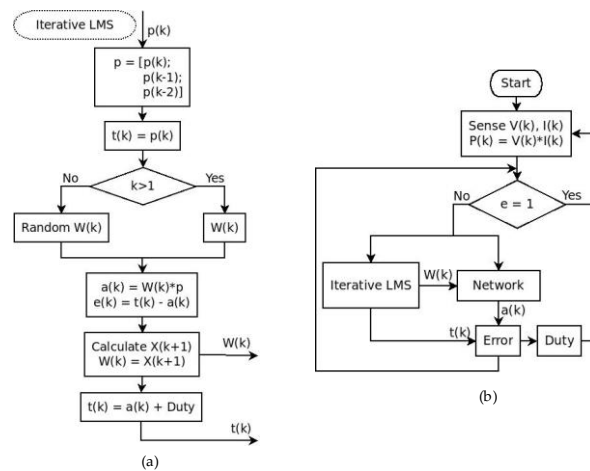 Iterative LMS
p(k)
p = [p(k);
p(k-1);
p(k-2)]
t(k) = p(k)
No
k>1
Yes
Random W(k)
W(k)
a(k) = W(k)*p
e(k) = t(k) - a(k)
Calculate X(k+1)
W(k) = X(k+1)
W(k)
t(k) = a(k) + Duty
t(k)
(a)
Start
Sense V(k), I(k)
P(k) = V(k)*I(k)
No
e = 1
Yes
Iterative LMS
W(k)
Network
a(k)
t(k)
Error
Duty
(b)